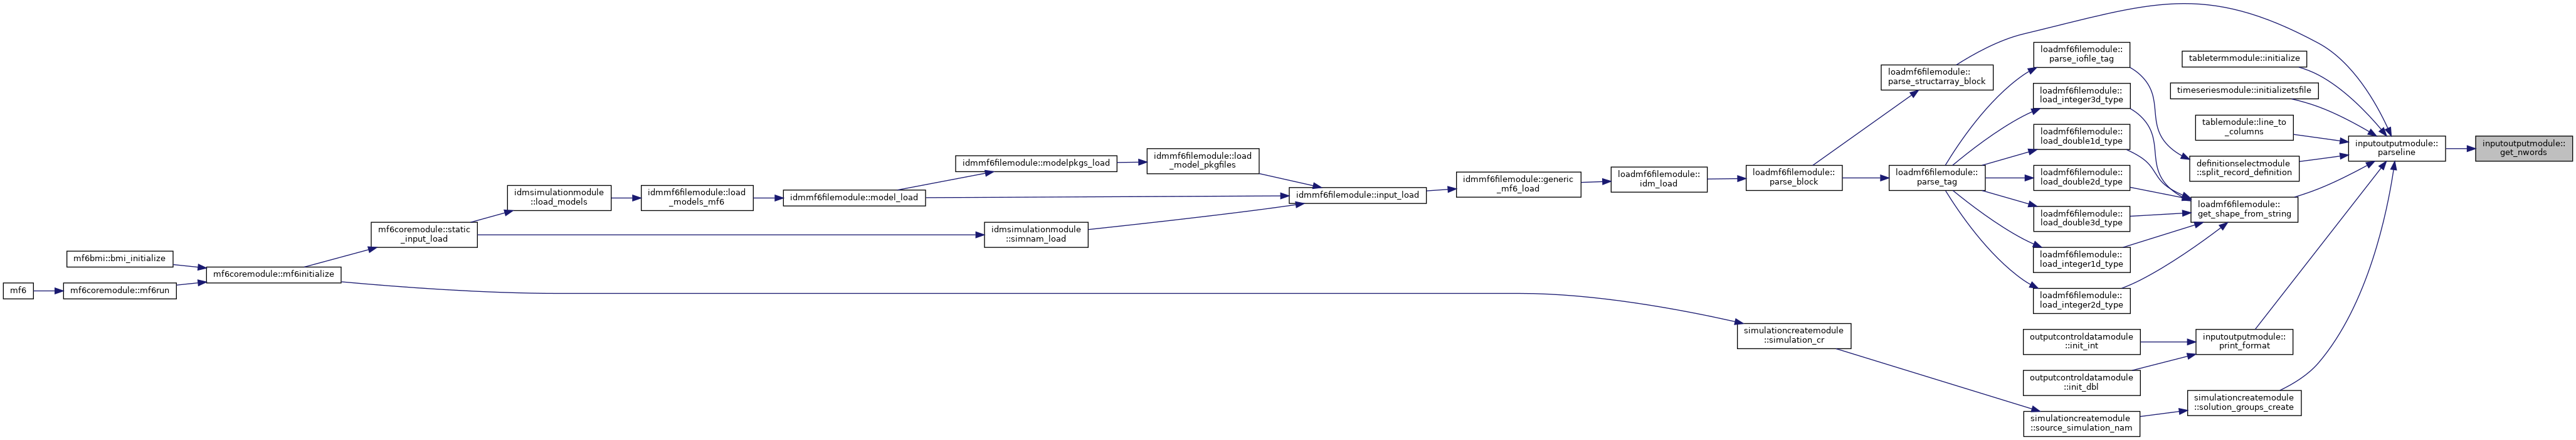 mf6
mf6bmi::bmi_initialize
mf6coremodule::mf6run
mf6coremodule::mf6initialize
mf6coremodule::static
_input_load
idmsimulationmodule
::load_models
idmmf6filemodule::load
_models_mf6
idmmf6filemodule::model_load
idmmf6filemodule::modelpkgs_load
idmsimulationmodule
::simnam_load
idmmf6filemodule::load
_model_pkgfiles
idmmf6filemodule::input_load
idmmf6filemodule::generic
_mf6_load
loadmf6filemodule::
idm_load
loadmf6filemodule::
parse_block
simulationcreatemodule
::simulation_cr
loadmf6filemodule::
parse_structarray_block
loadmf6filemodule::
parse_tag
loadmf6filemodule::
parse_iofile_tag
loadmf6filemodule::
load_integer3d_type
loadmf6filemodule::
load_double1d_type
loadmf6filemodule::
load_double2d_type
loadmf6filemodule::
load_double3d_type
loadmf6filemodule::
load_integer1d_type
loadmf6filemodule::
load_integer2d_type
outputcontroldatamodule
::init_int
outputcontroldatamodule
::init_dbl
simulationcreatemodule
::source_simulation_nam
tabletermmodule::initialize
timeseriesmodule::initializetsfile
tablemodule::line_to
_columns
definitionselectmodule
::split_record_definition
loadmf6filemodule::
get_shape_from_string
inputoutputmodule::
print_format
simulationcreatemodule
::solution_groups_create
inputoutputmodule::
parseline
inputoutputmodule::
get_nwords